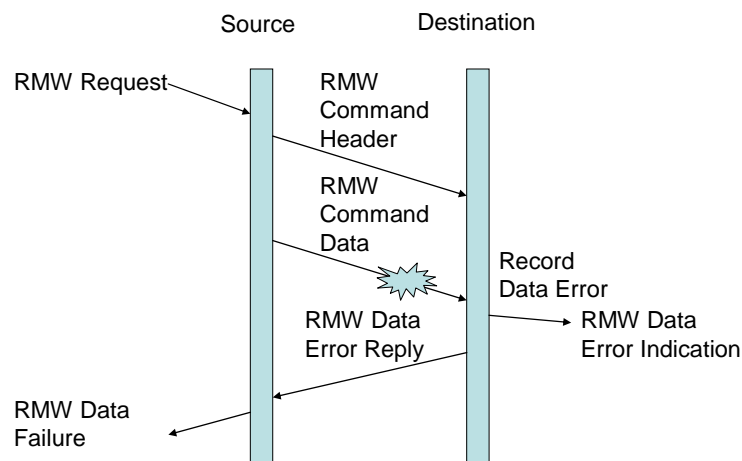 Source
Destination
RMW Request
RMW
Command
Header
RMW
Command
Data
Record
Data Error
RMW Data
Error Reply
RMW Data
Error Indication
RMW Data
Failure